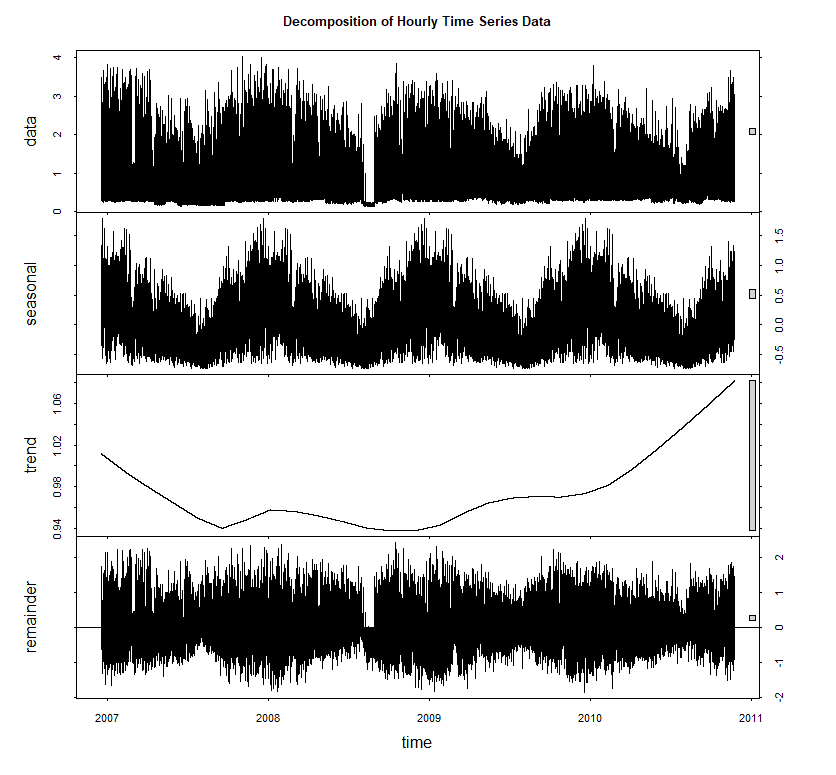 Decomposition of Hourly Time Series Data
data
0 1 2 3 4
seasonal
-0.5 0.0 0.5 1.0 1.5
trend
0.94 0.98 1.02 1.06
remainder
-2 -1 0 1 2
2007 2008 2009 2010 2011
time